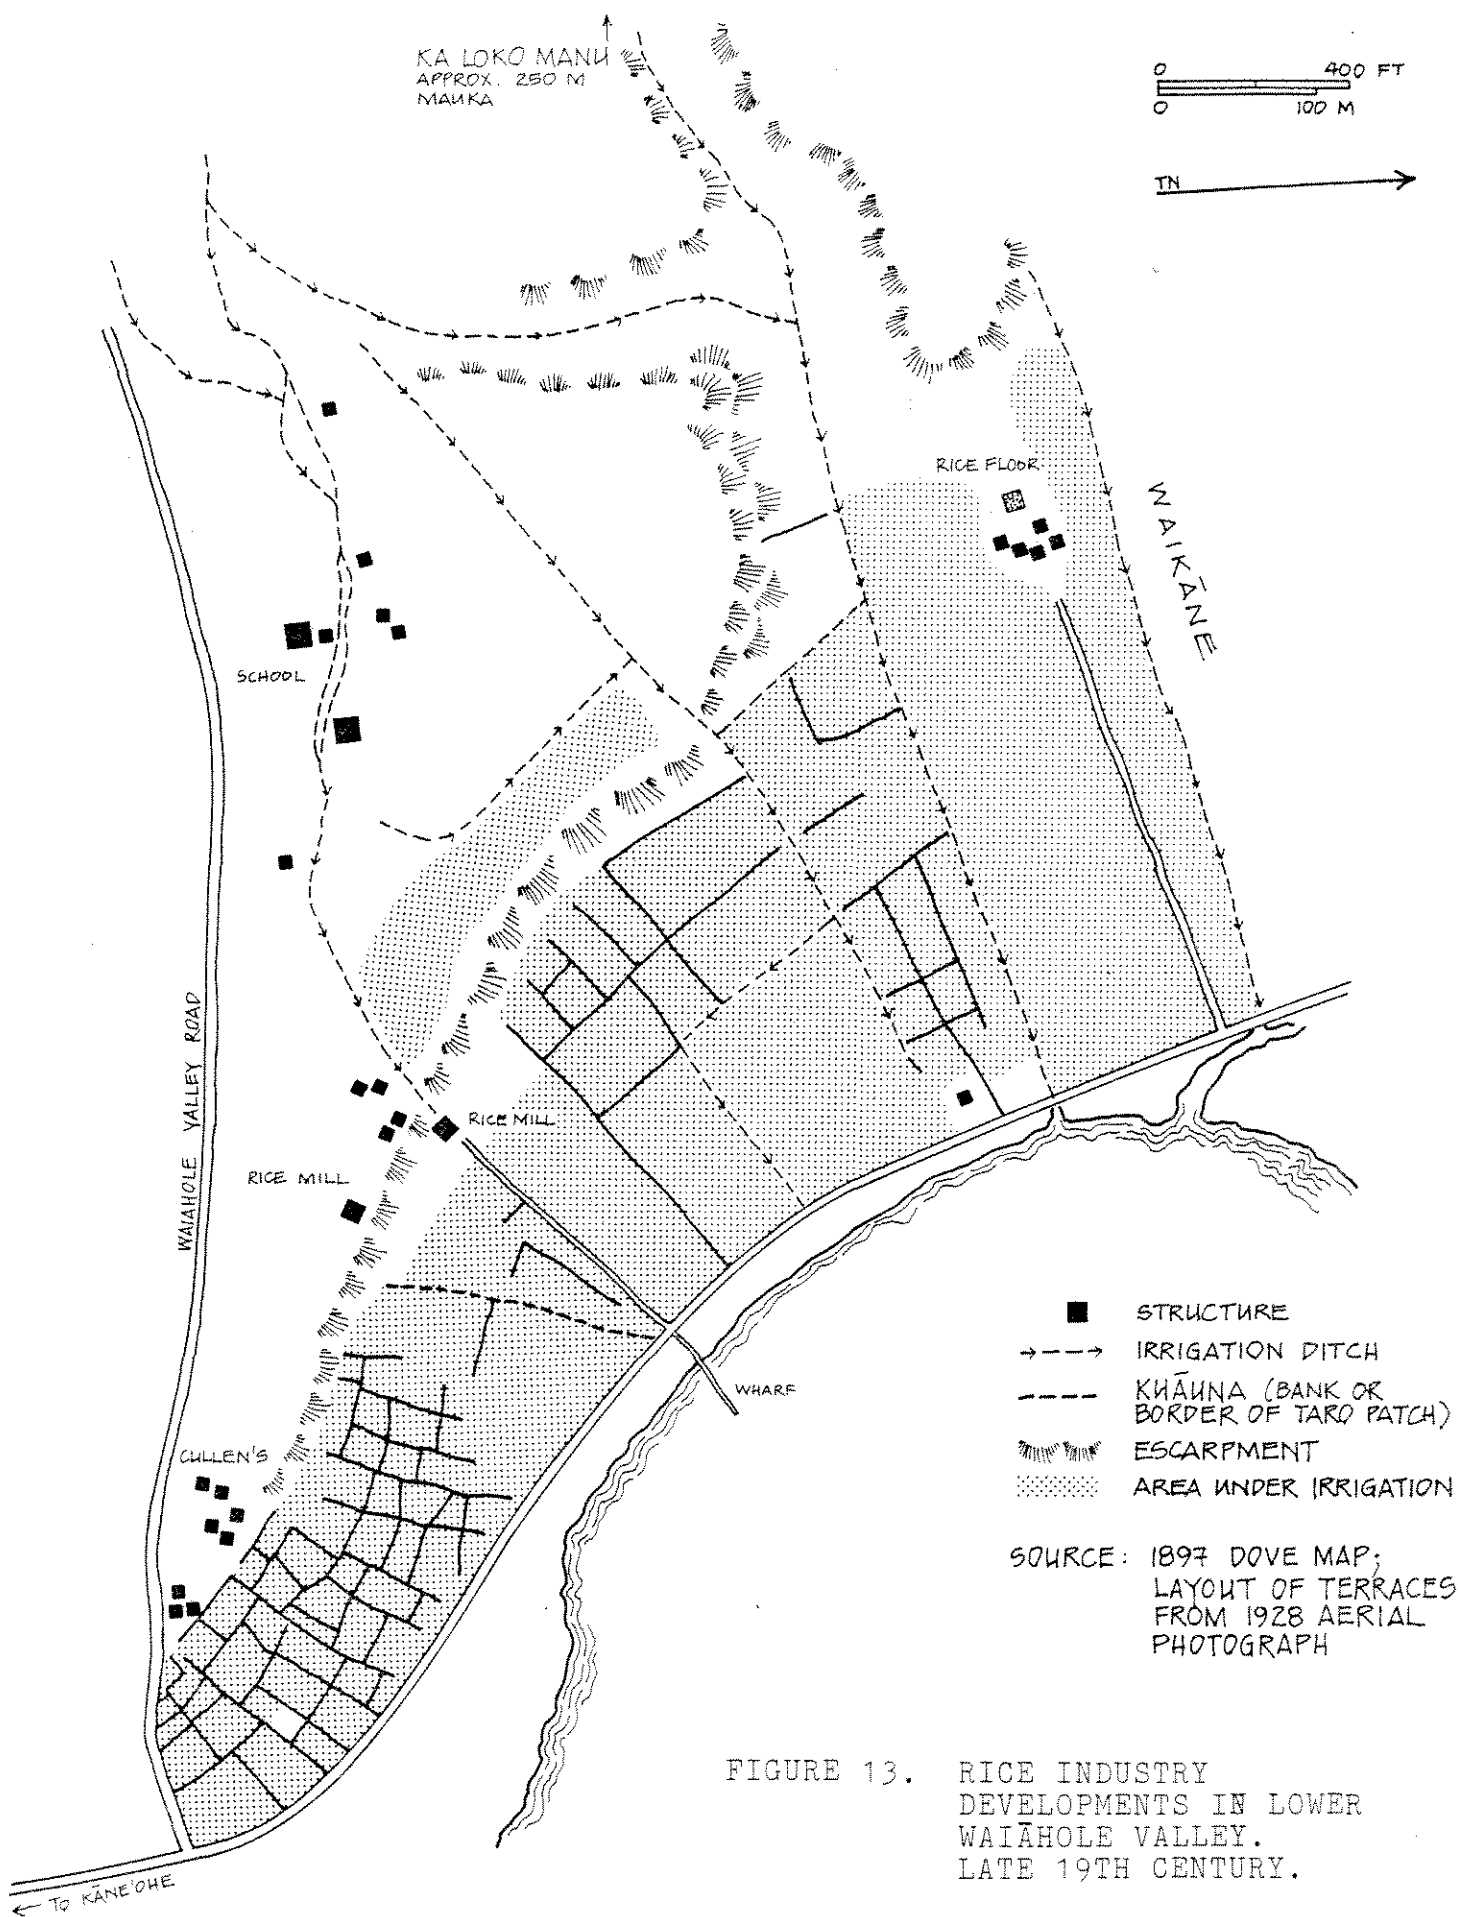 KA LOKO MANU
APPROX. 250 M
MAUKA
0 400 FT
0 100 M
TN
RICE FLOOR
WAIKĀNE
SCHOOL
WAIAHOLE VALLEY ROAD
RICE MILL
RICE MILL
WHARF
CULLEN'S
STRUCTURE
IRRIGATION DITCH
KUĀUNA (BANK OR
BORDER OF TARO PATCH)
ESCARPMENT
AREA UNDER IRRIGATION
SOURCE: 1897 DOVE MAP;
LAYOUT OF TERRACES
FROM 1928 AERIAL
PHOTOGRAPH
FIGURE 13. RICE INDUSTRY
DEVELOPMENTS IN LOWER
WAIĀHOLE VALLEY.
LATE 19TH CENTURY.
← TO KĀNE'OHE